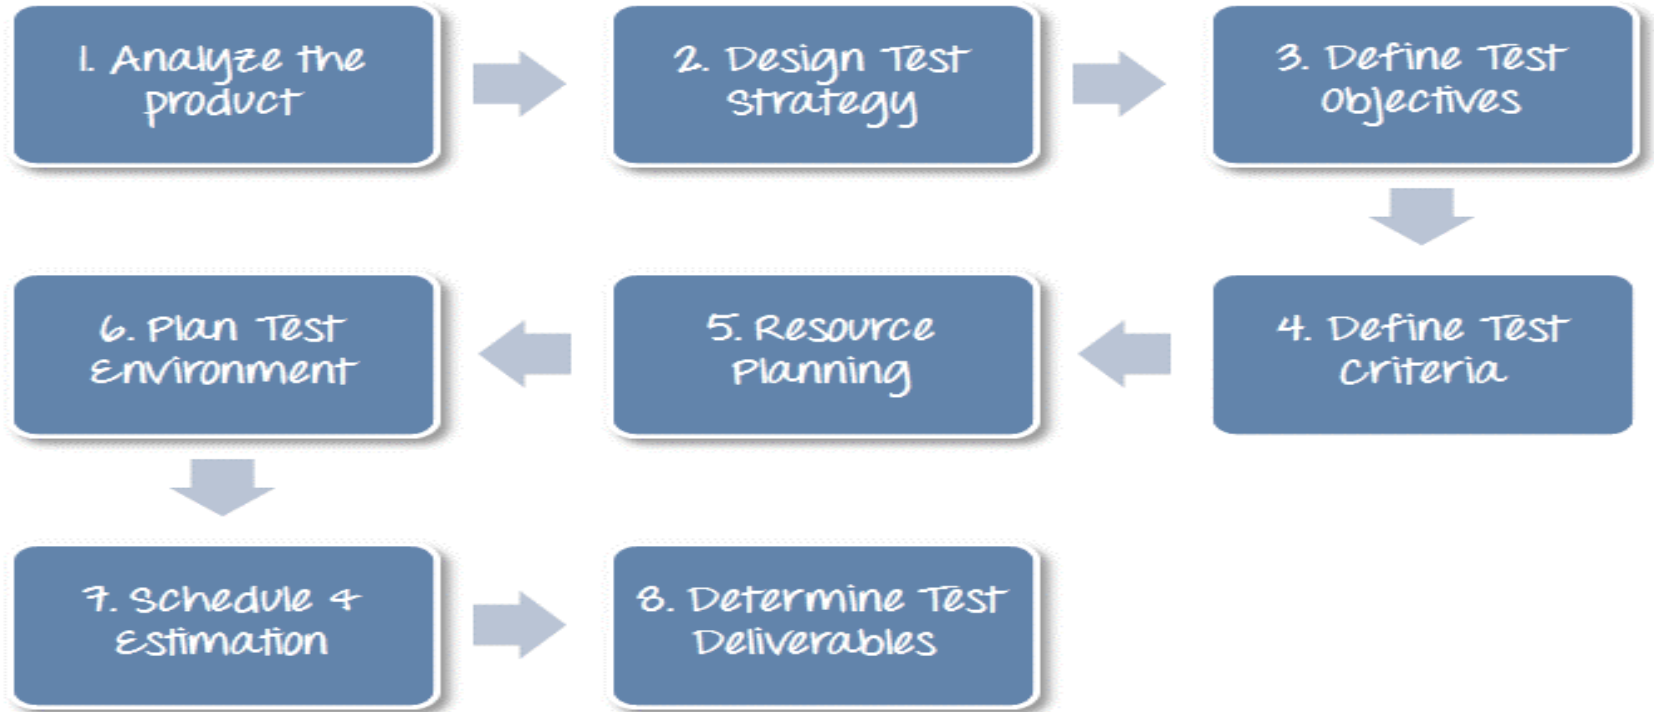 1. Analyze the
product
2. Design Test
Strategy
3. Define Test
Objectives
4. Define Test
Criteria
5. Resource
Planning
6. Plan Test
Environment
7. Schedule &
Estimation
8. Determine Test
Deliverables